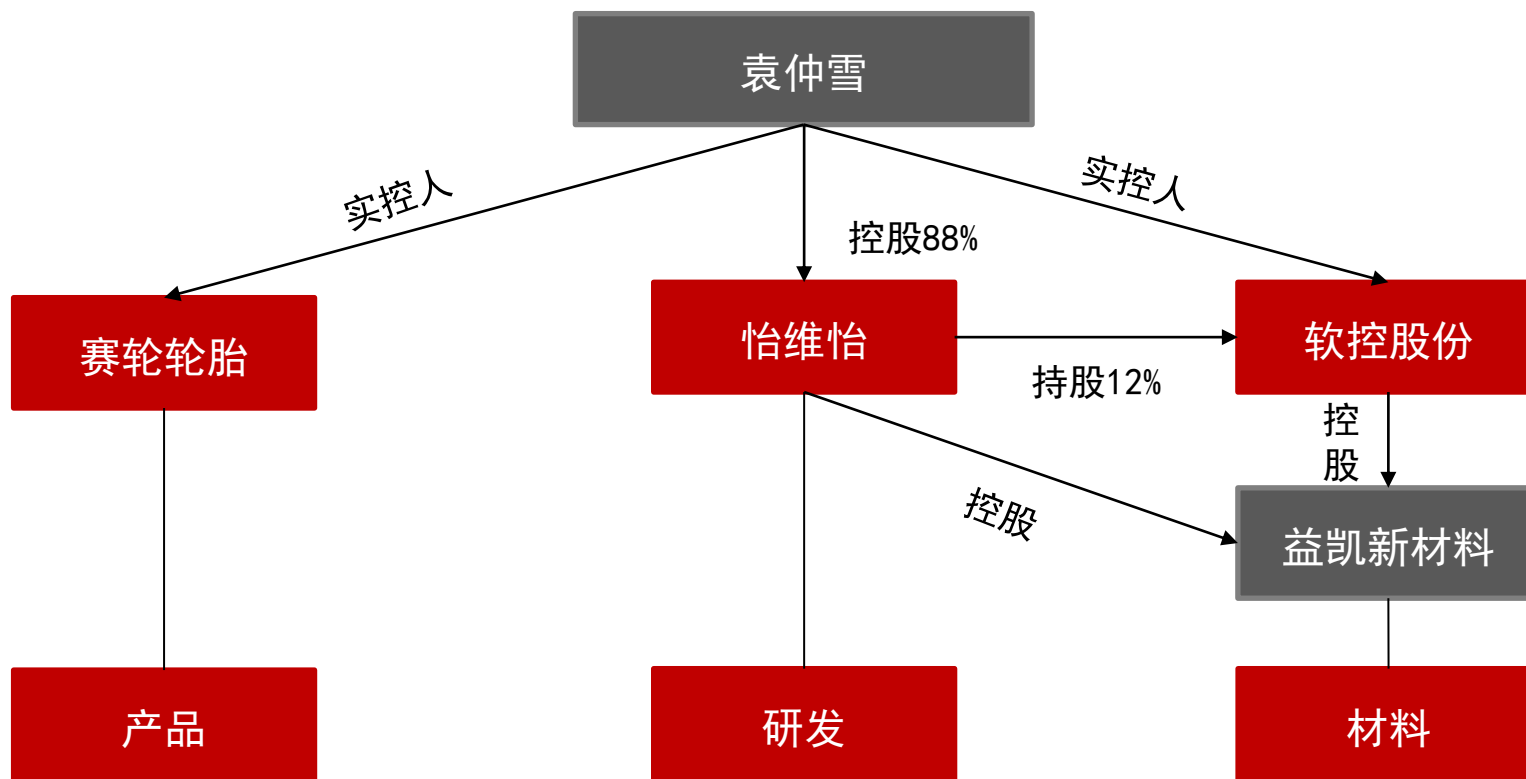 袁仲雪
实控人
实控人
控股88%
赛轮轮胎
怡维怡
软控股份
持股12%
控
股
控股
益凯新材料
产品
研发
材料